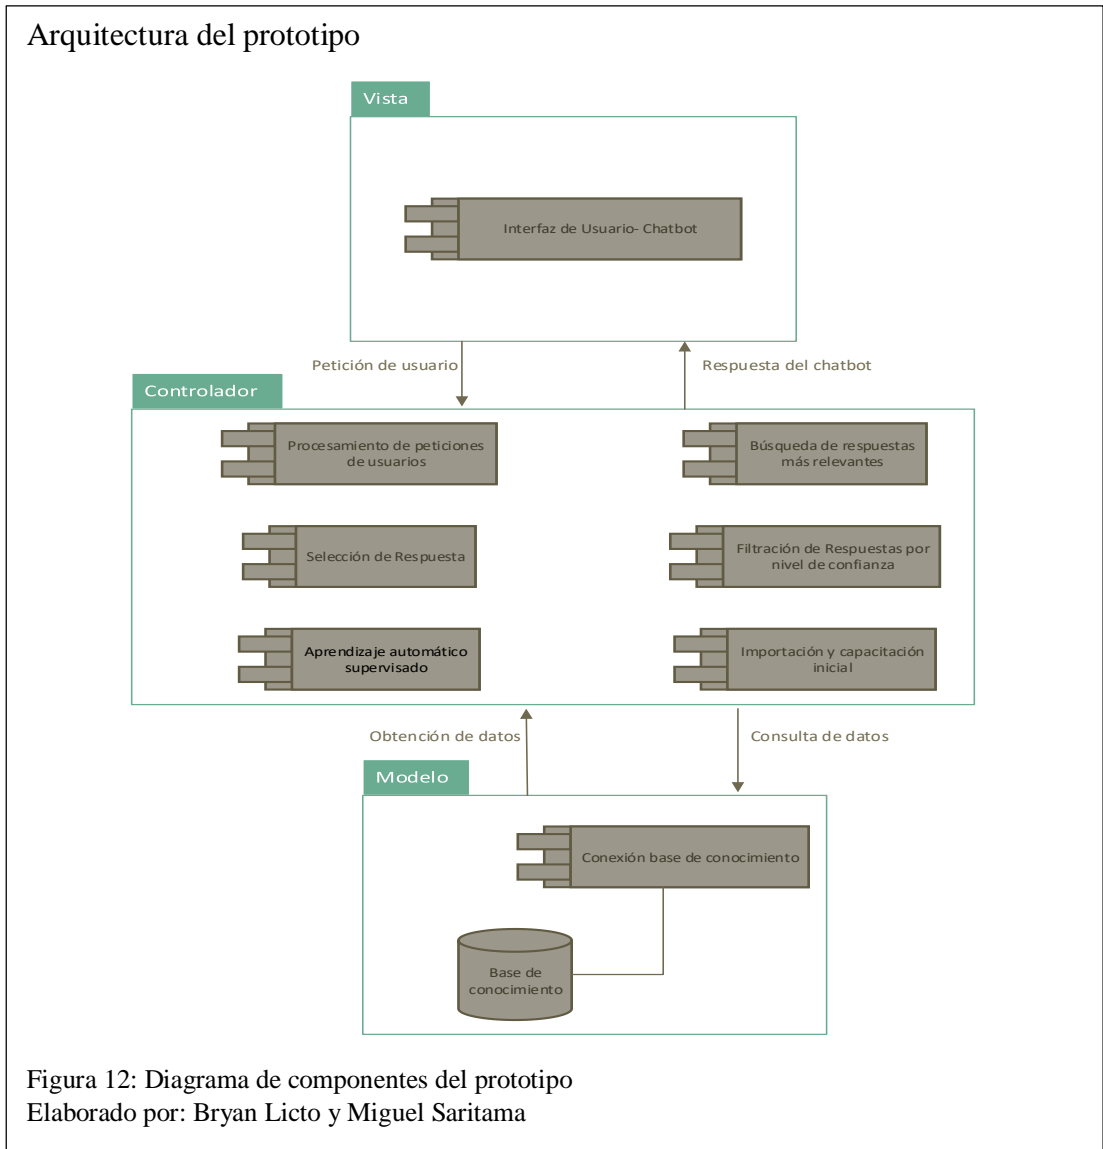 Arquitectura del prototipo
Vista
Interfaz de Usuario- Chatbot
Petición de usuario
Respuesta del chatbot
Controlador
Procesamiento de peticiones
de usuarios
Búsqueda de respuestas
más relevantes
Selección de Respuesta
Filtración de Respuestas por
nivel de confianza
Aprendizaje automático
supervisado
Importación y capacitación
inicial
Obtención de datos
Consulta de datos
Modelo
Conexión base de conocimiento
Base de
conocimiento
Figura 12: Diagrama de componentes del prototipo
Elaborado por: Bryan Licto y Miguel Saritama